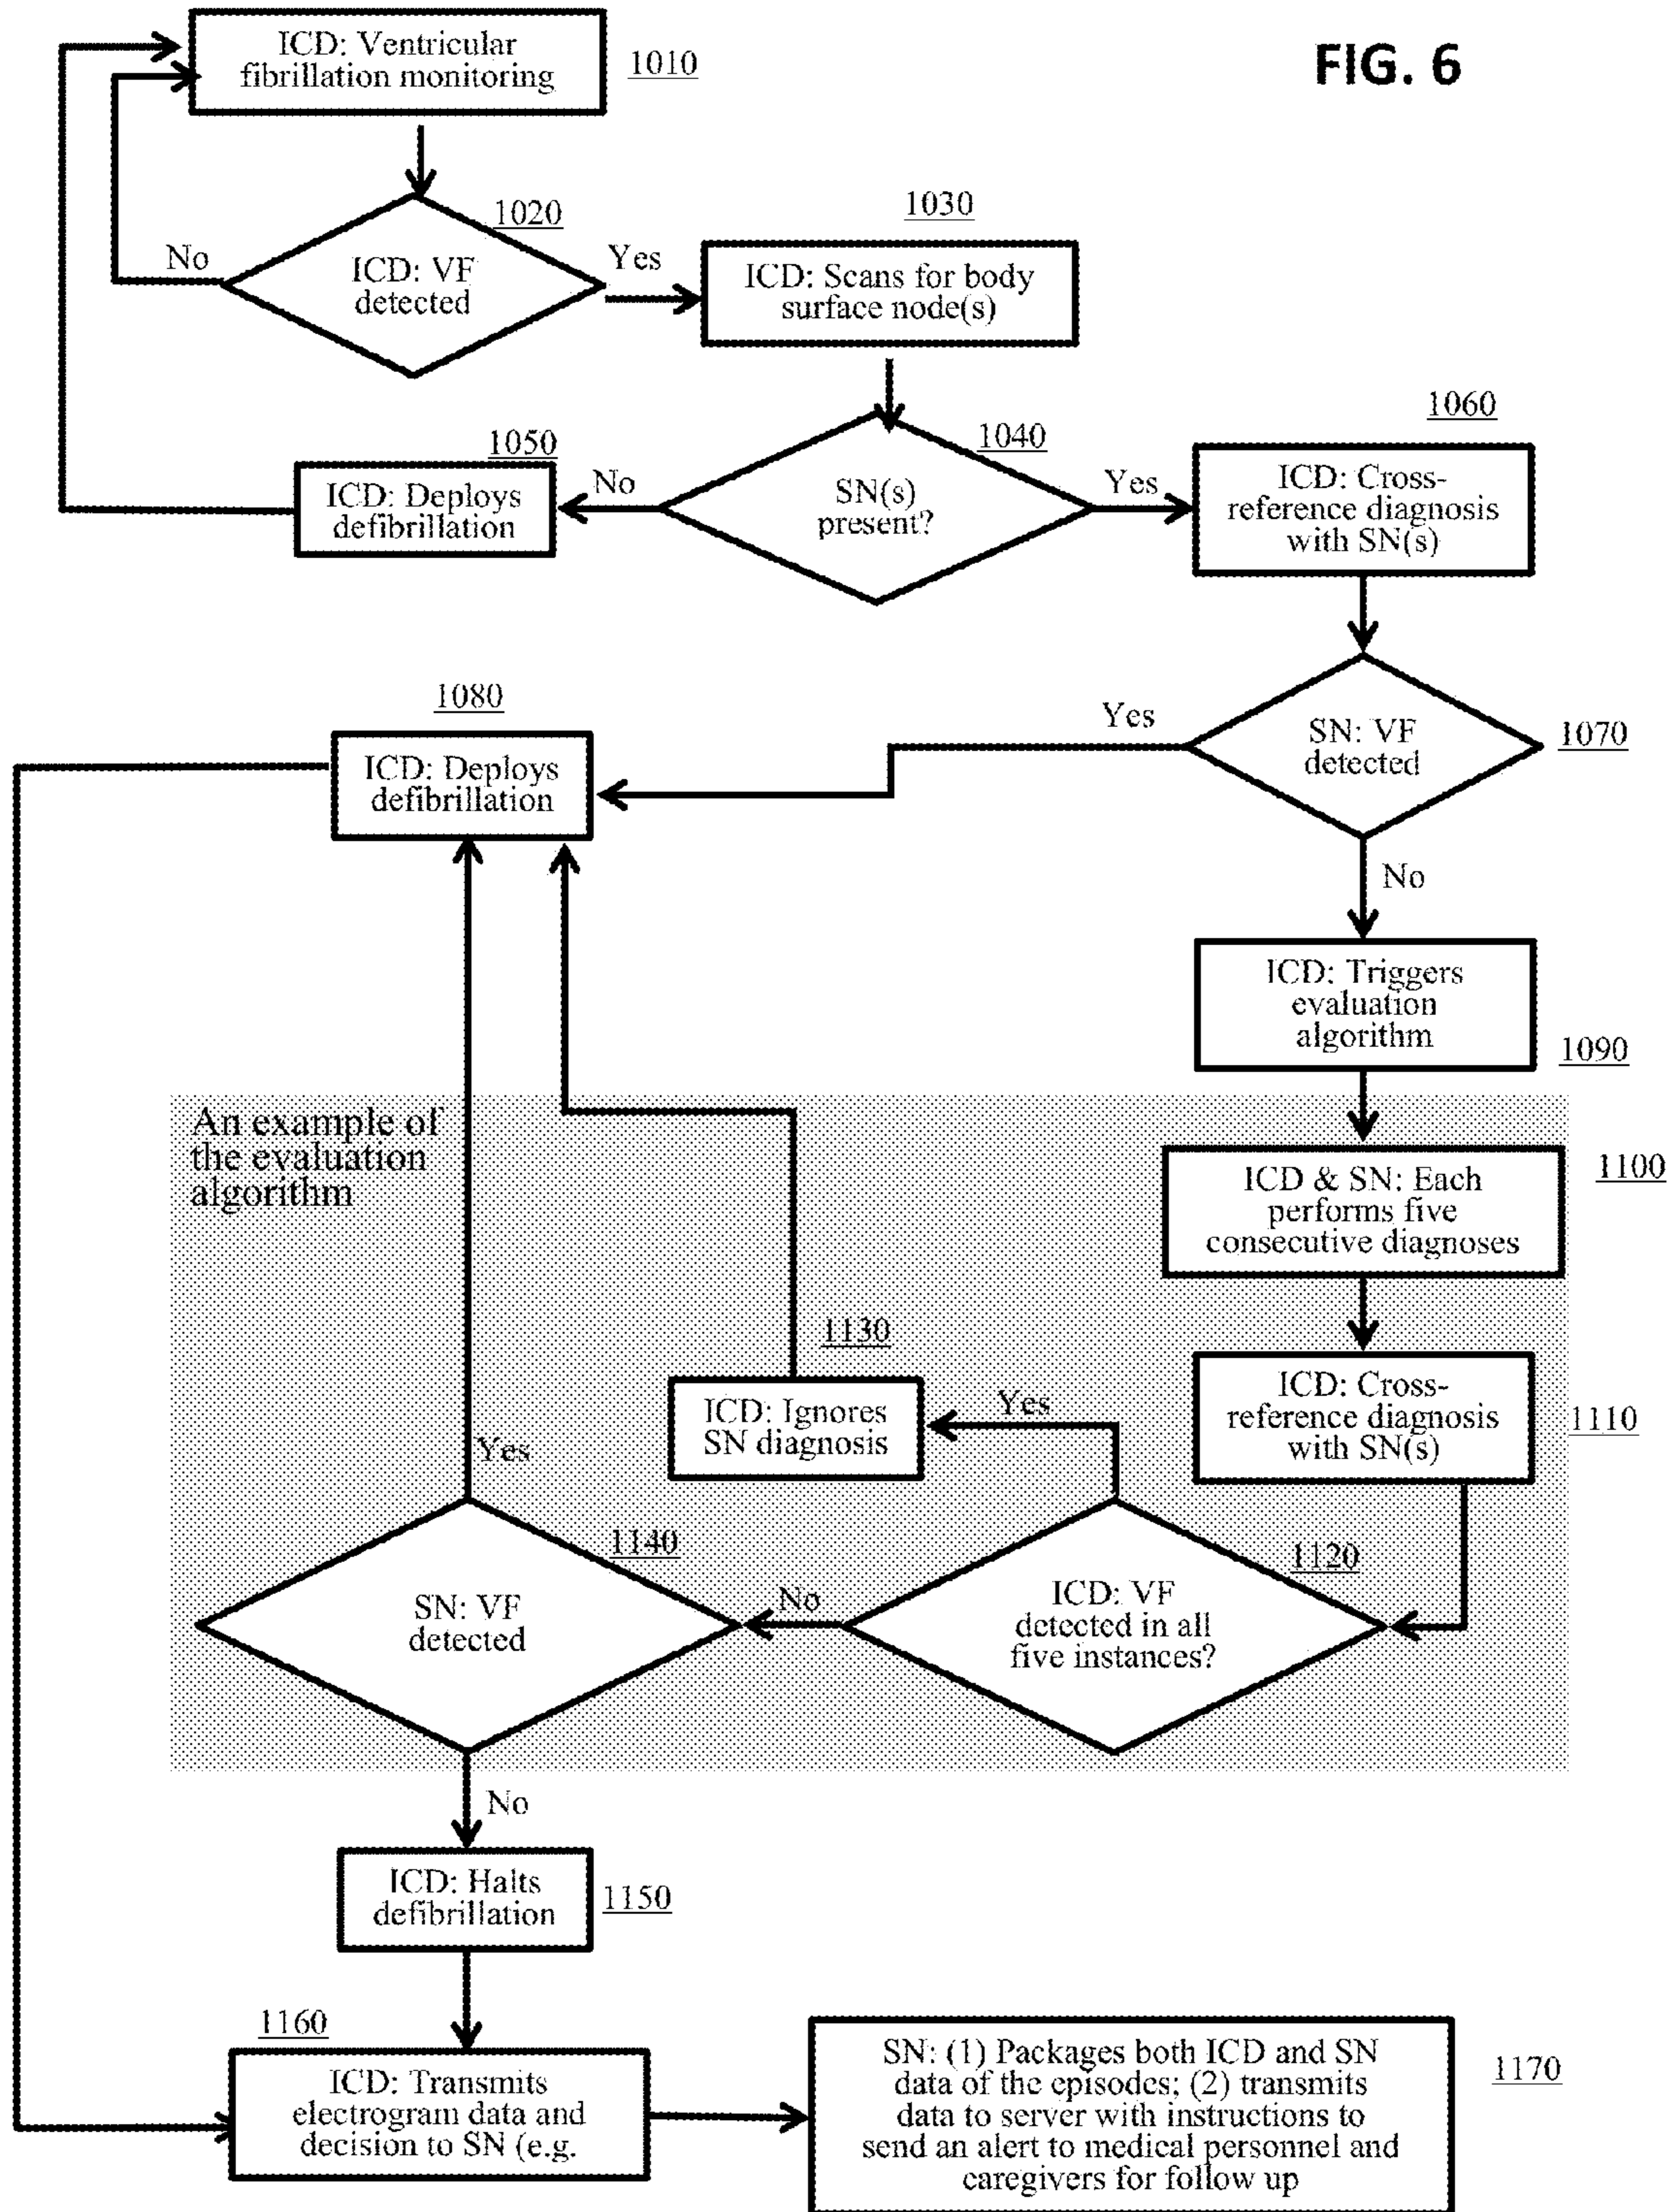 FIG. 6
ICD: Ventricular
fibrillation monitoring
1010
1020
ICD: VF
detected
No
Yes
1030
ICD: Scans for body
surface node(s)
1040
SN(s)
present?
No
Yes
1050
ICD: Deploys
defibrillation
1060
ICD: Cross-
reference diagnosis
with SN(s)
SN: VF
detected
1070
Yes
No
1080
ICD: Deploys
defibrillation
ICD: Triggers
evaluation
algorithm
1090
An example of
the evaluation
algorithm
ICD & SN: Each
performs five
consecutive diagnoses
1100
ICD: Cross-
reference diagnosis
with SN(s)
1110
1120
ICD: VF
detected in all
five instances?
Yes
No
1130
ICD: Ignores
SN diagnosis
1140
SN: VF
detected
Yes
No
ICD: Halts
defibrillation
1150
1160
ICD: Transmits
electrogram data and
decision to SN (e.g.
SN: (1) Packages both ICD and SN
data of the episodes; (2) transmits
data to server with instructions to
send an alert to medical personnel and
caregivers for follow up
1170